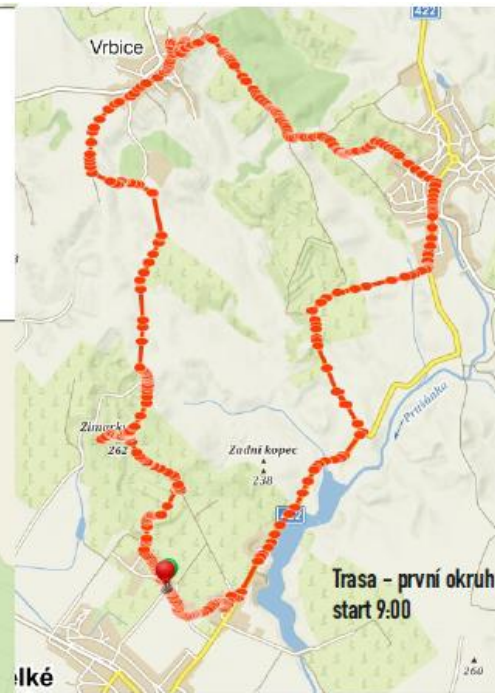 422
Vrbice
Zimarky
262
Zadní kopec
238
Prušánka
422
Trasa – první okruh
start 9:00
elké
260